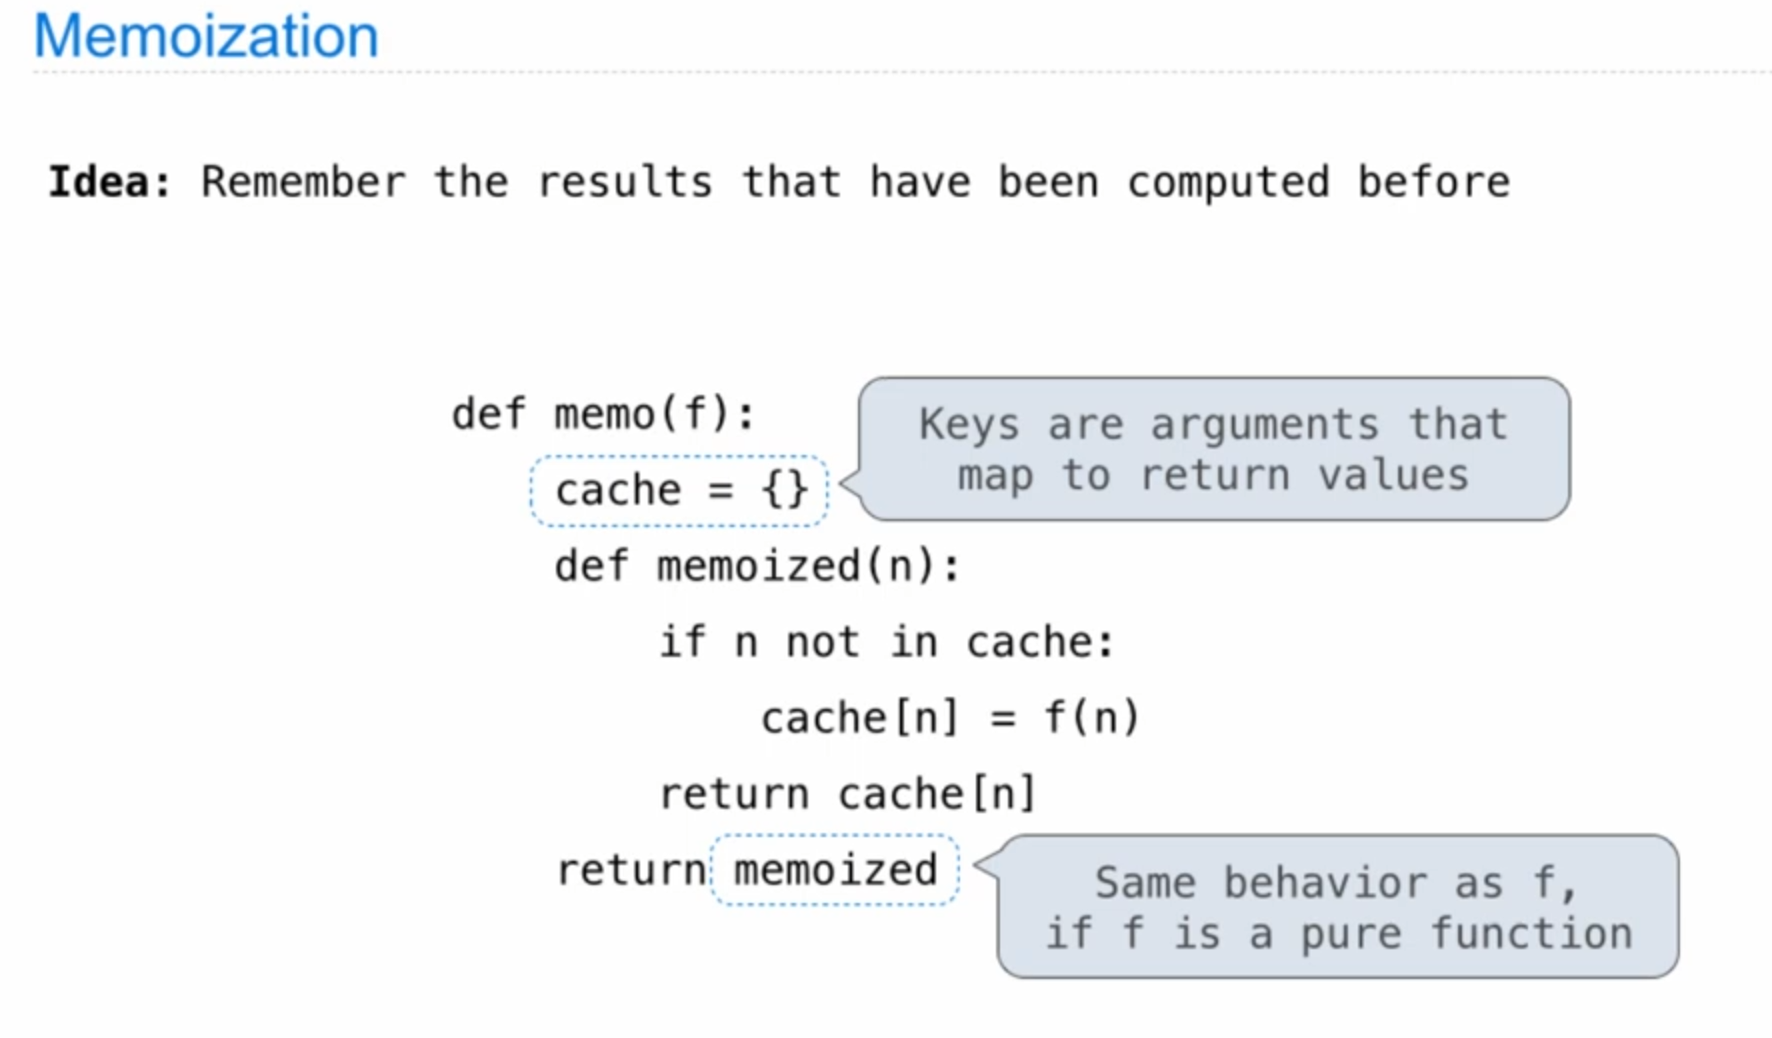 Memoization
Idea: Remember the results that have been computed before
def memo(f):
cache = {}
Keys are arguments that
map to return values
def memoized(n):
if n not in cache:
cache[n] = f(n)
return cache[n]
return memoized
Same behavior as f,
if f is a pure function